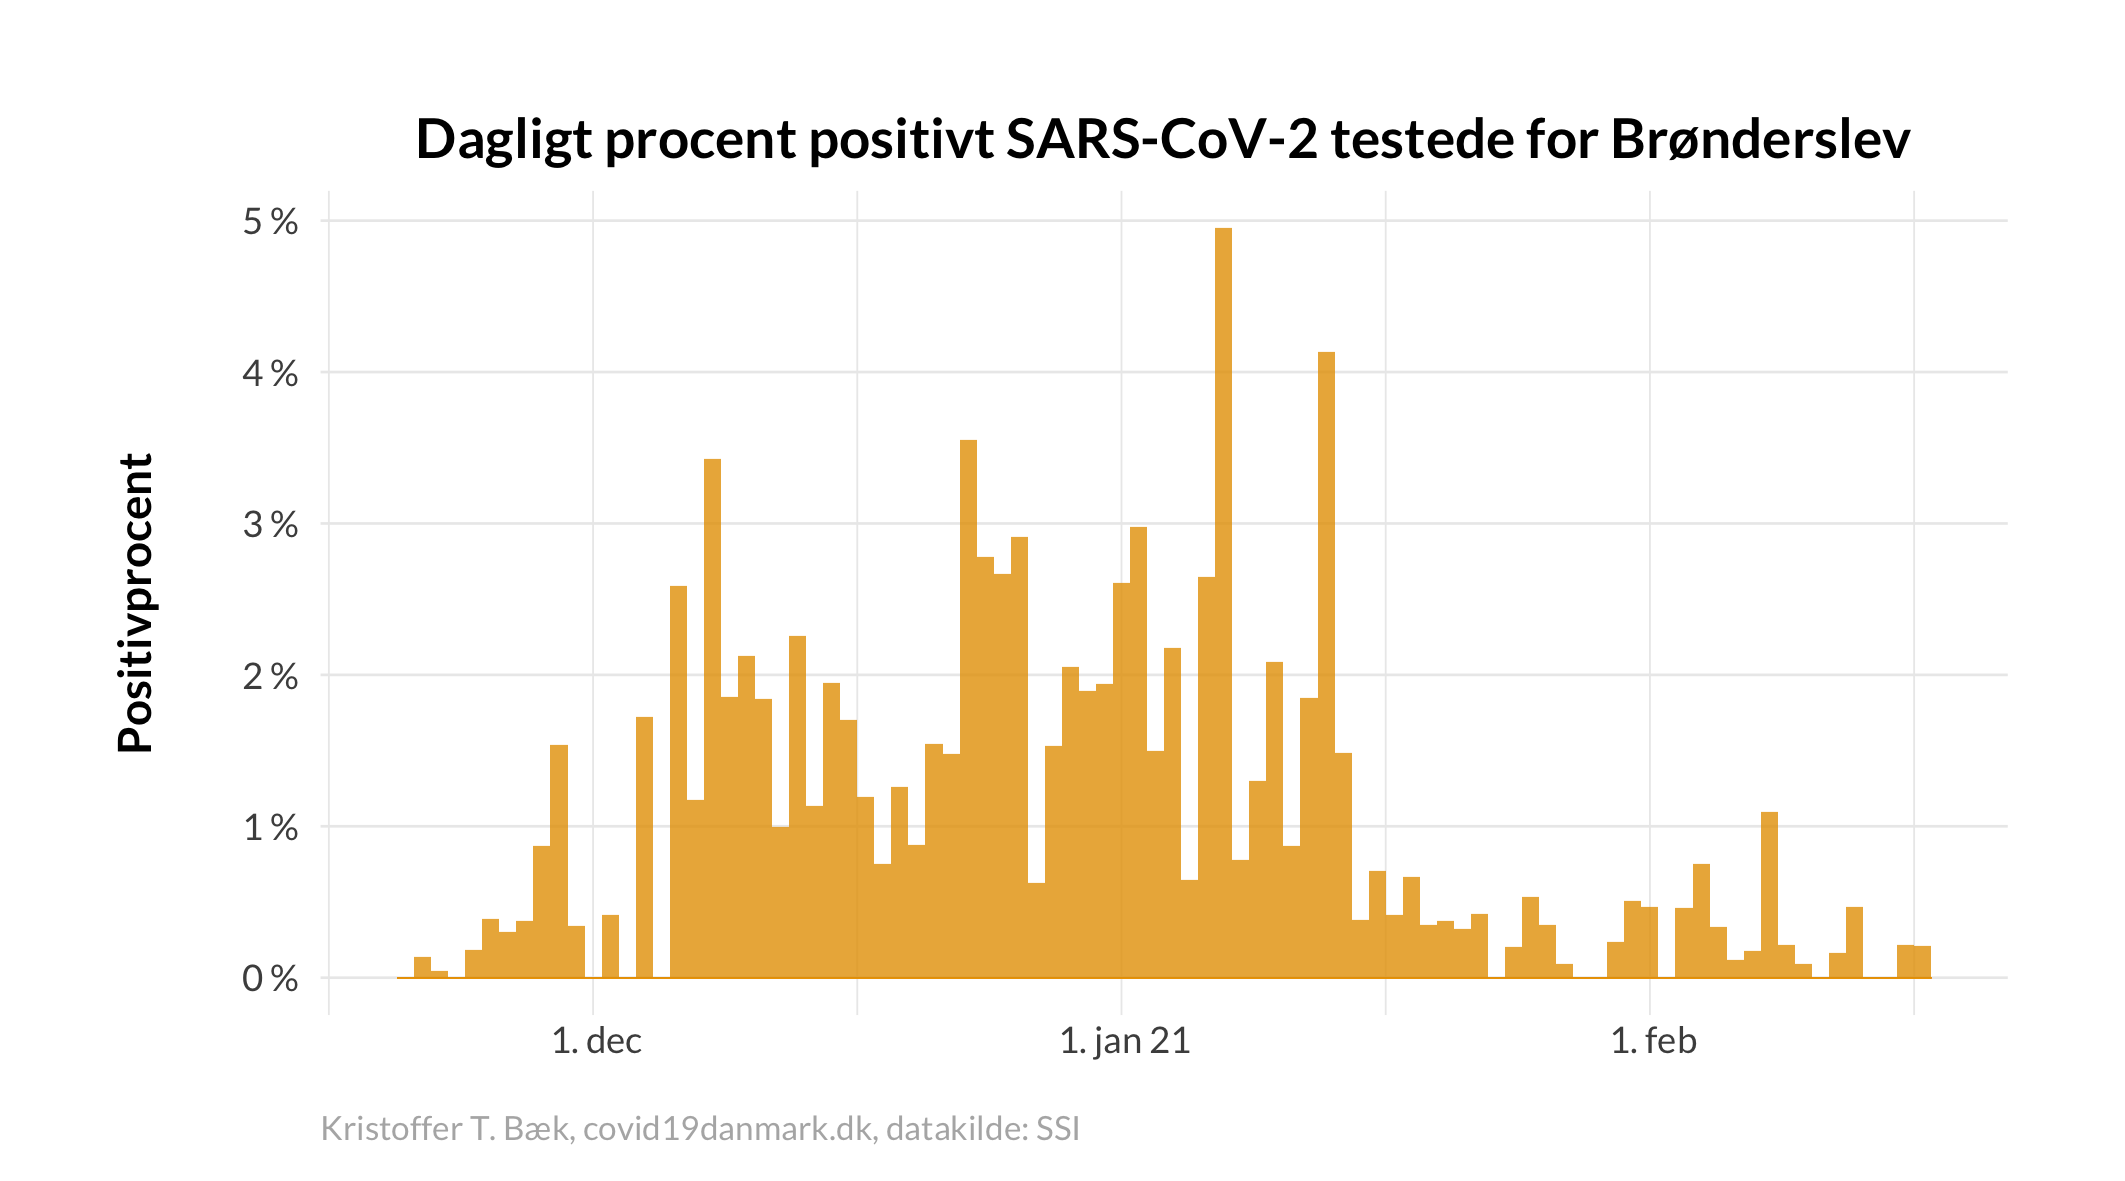 Dagligt procent positivt SARS-CoV-2 testede for Brønderslev
Positivprocent
5 %
4 %
3 %
2 %
1 %
0 %
1. dec
1. jan 21
1. feb
Kristoffer T. Bæk, covid19danmark.dk, datakilde: SSI